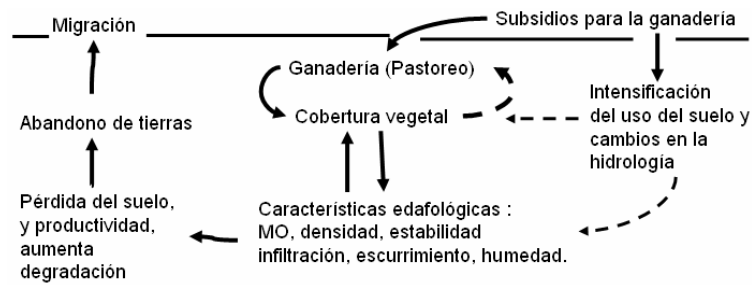 Migración
Subsidios para la ganadería
Ganadería (Pastoreo)
Cobertura vegetal
Intensificación
del uso del suelo y
cambios en la
hidrología
Abandono de tierras
Pérdida del suelo,
y productividad,
aumenta
degradación
Características edafológicas :
MO, densidad, estabilidad
infiltración, escurrimiento, humedad.